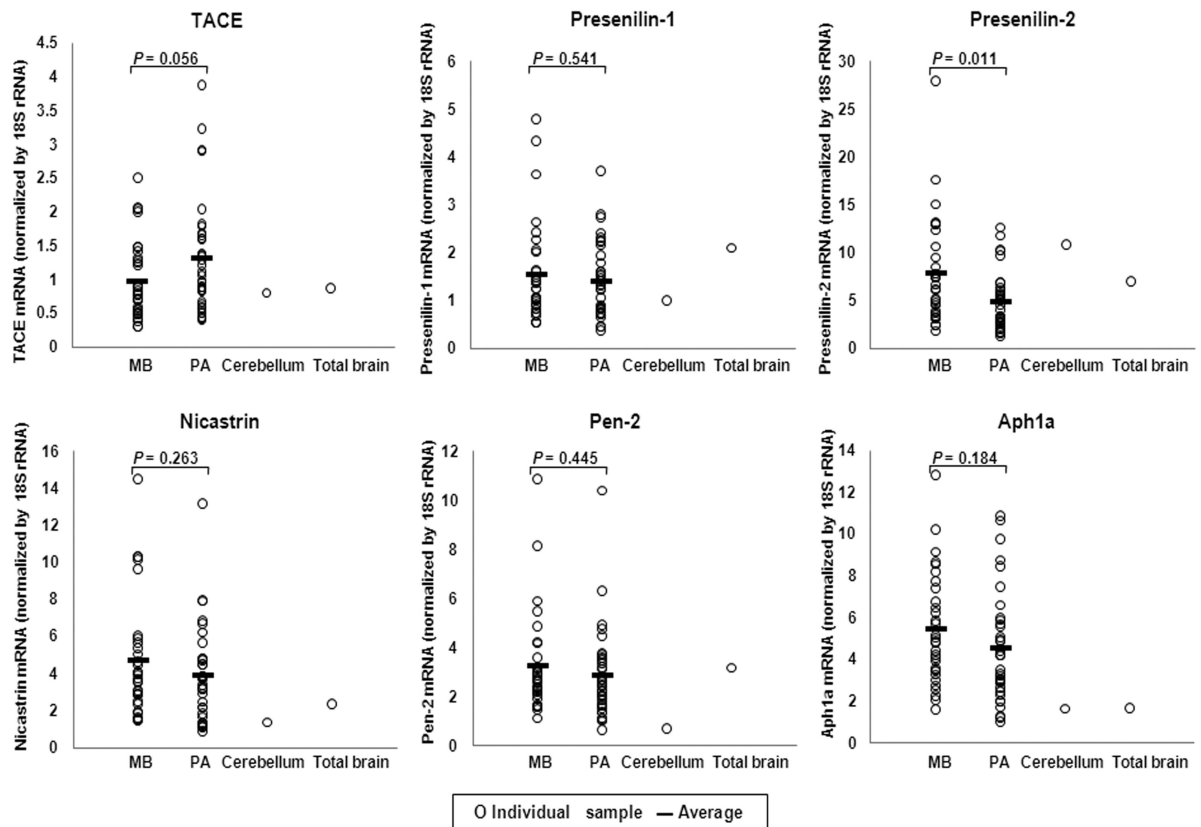 TACE
TACE mRNA (normalized by 18S rRNA)
4.5
4
3.5
3
2.5
2
1.5
1
0.5
0
P = 0.056
MB PA Cerebellum Total brain
Presenilin-1
Presenilin-1 mRNA (normalized by 18S rRNA)
6
5
4
3
2
1
0
P = 0.541
MB PA Cerebellum Total brain
Presenilin-2
Presenilin-2 mRNA (normalized by 18S rRNA)
30
25
20
15
10
5
0
P = 0.011
MB PA Cerebellum Total brain
Nicastrin
Nicastrin mRNA (normalized by 18S rRNA)
16
14
12
10
8
6
4
2
0
P = 0.263
MB PA Cerebellum Total brain
Pen-2
Pen-2 mRNA (normalized by 18S rRNA)
12
10
8
6
4
2
0
P = 0.445
MB PA Cerebellum Total brain
Aph1a
Aph1a mRNA (normalized by 18S rRNA)
14
12
10
8
6
4
2
0
P = 0.184
MB PA Cerebellum Total brain
O Individual sample — Average